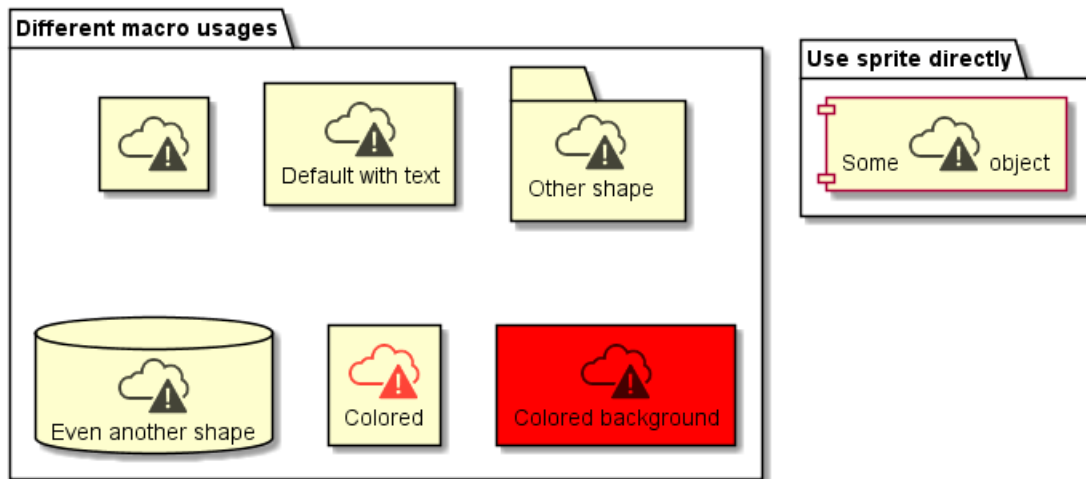 Different macro usages
Use sprite directly
Default with text
Other shape
Some object
Even another shape
Colored
Colored background